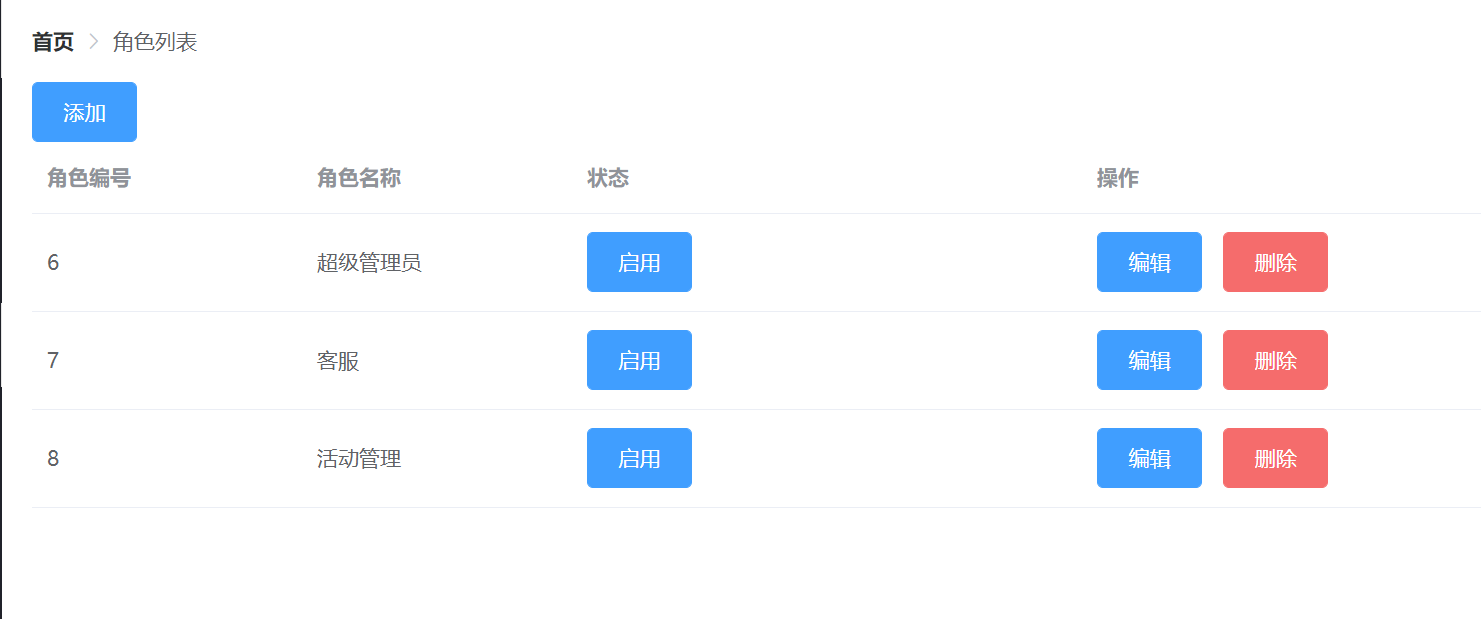 首页 > 角色列表
添加
角色编号 角色名称 状态 操作
6 超级管理员 启用 编辑 删除
7 客服 启用 编辑 删除
8 活动管理 启用 编辑 删除